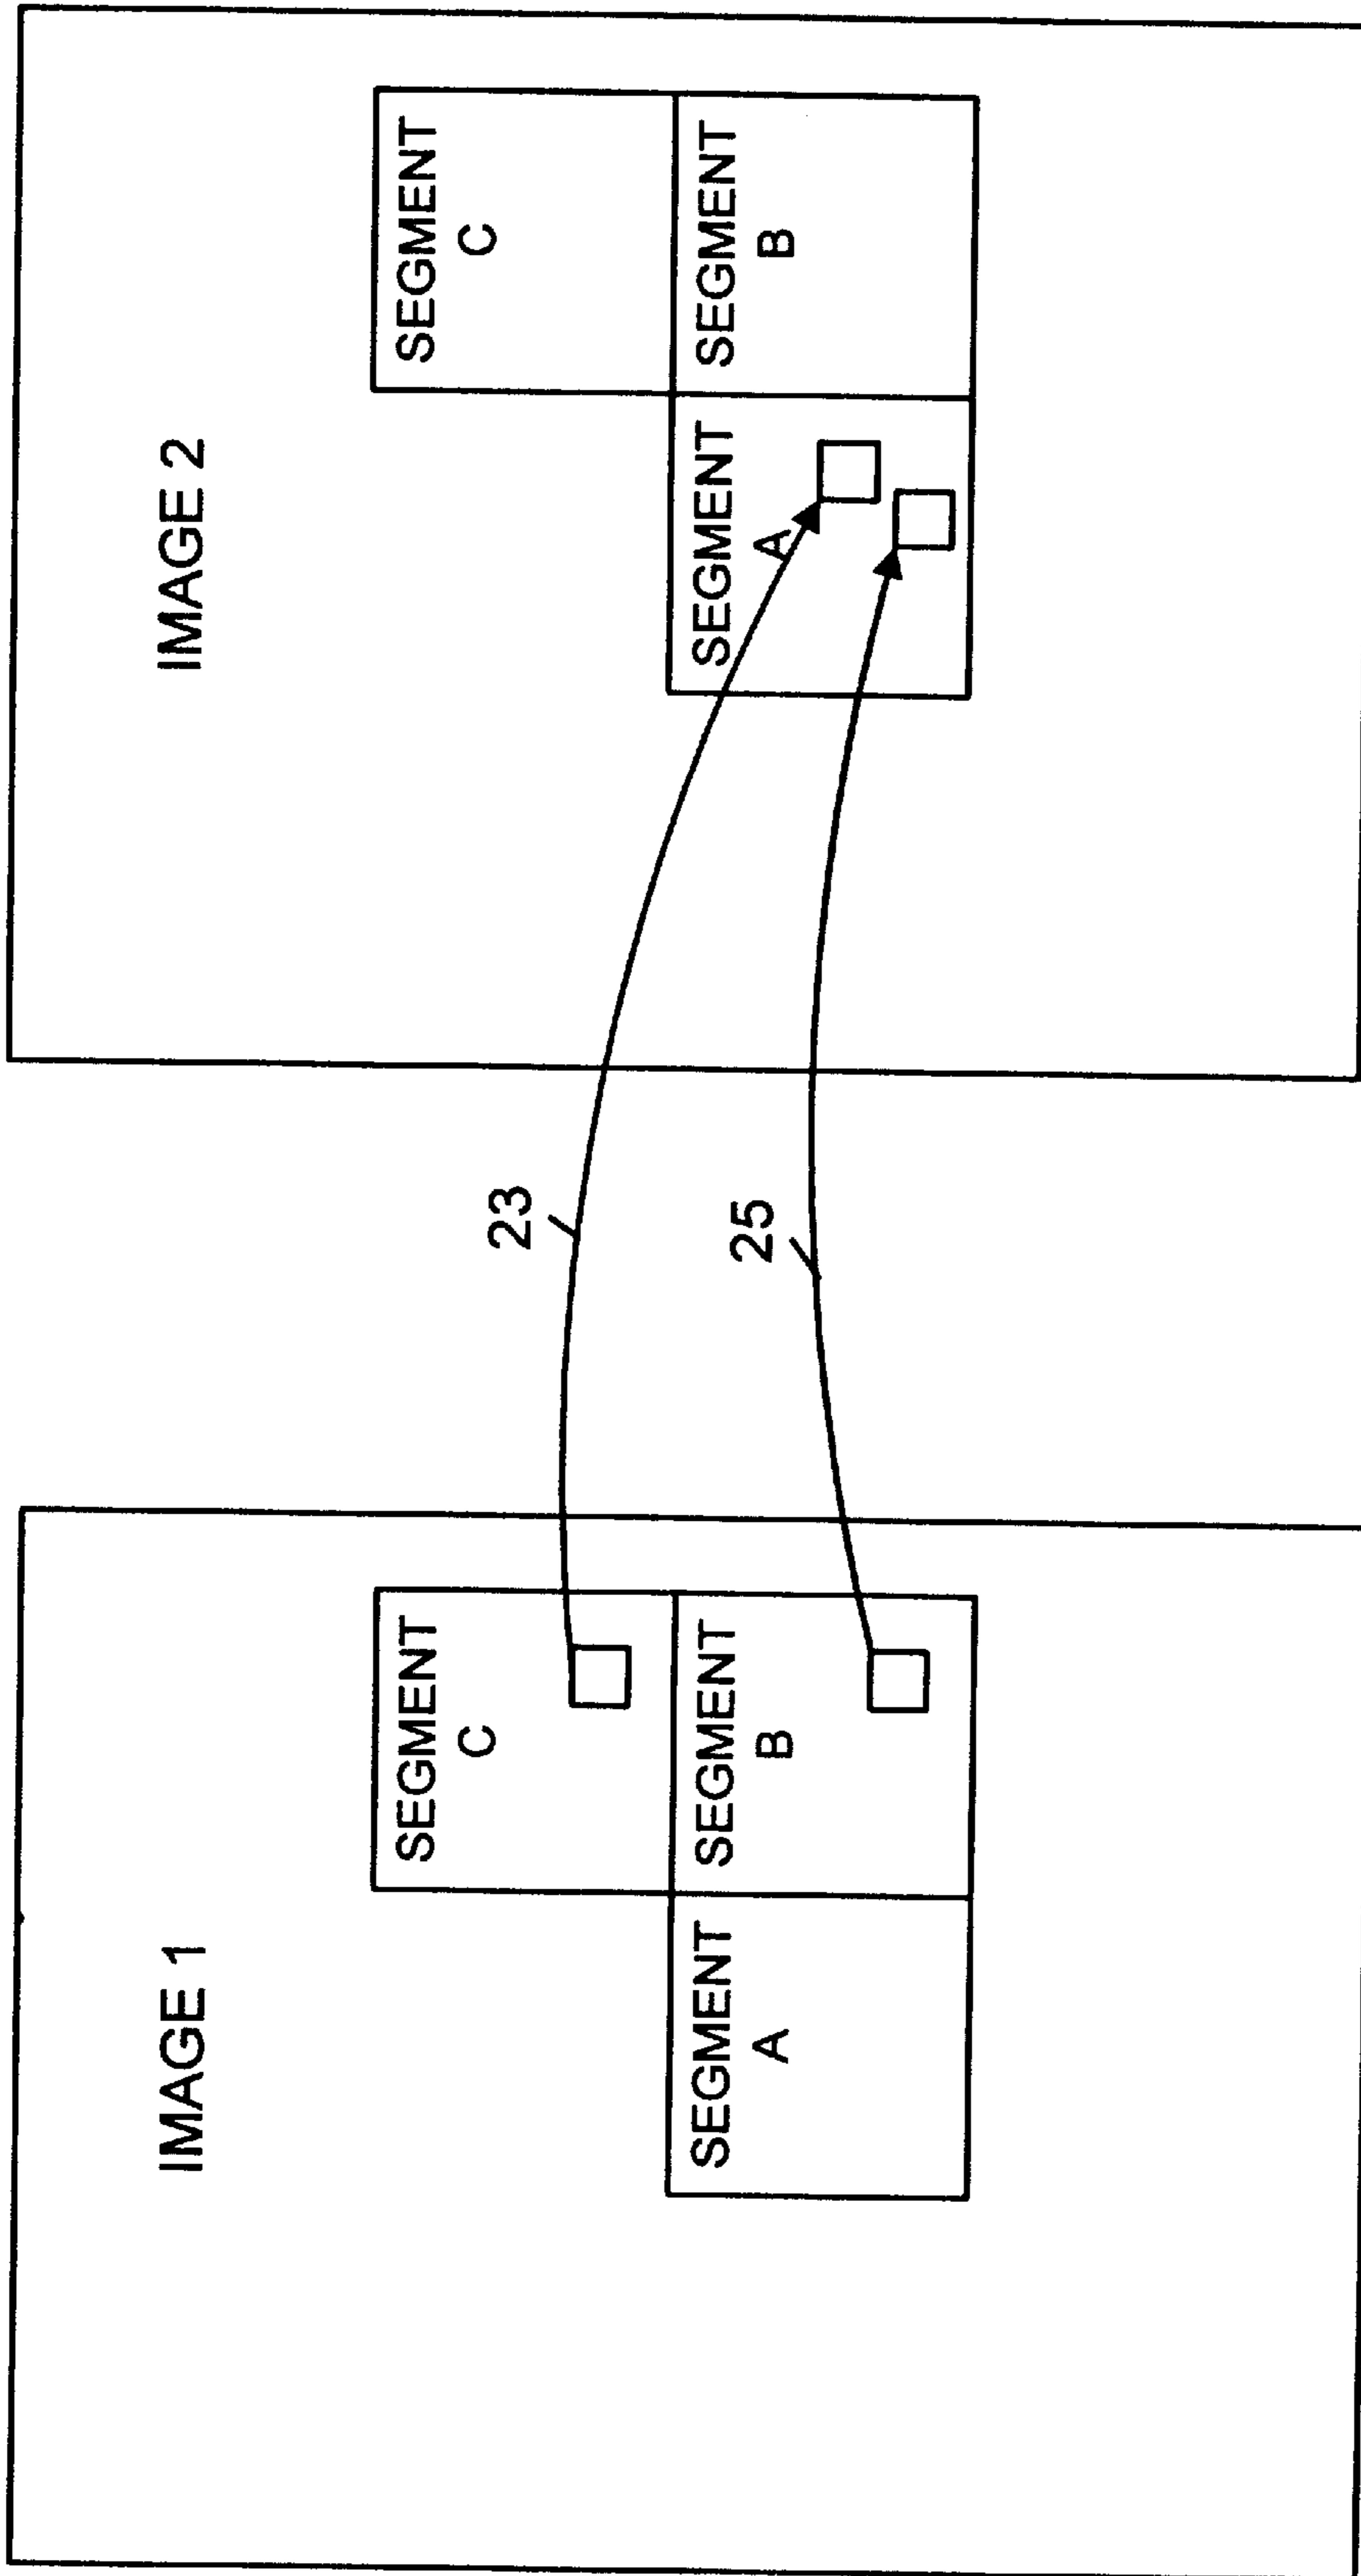 IMAGE 1
SEGMENT
C
SEGMENT
A
SEGMENT
B
23
25
IMAGE 2
SEGMENT
C
SEGMENT
A
SEGMENT
B